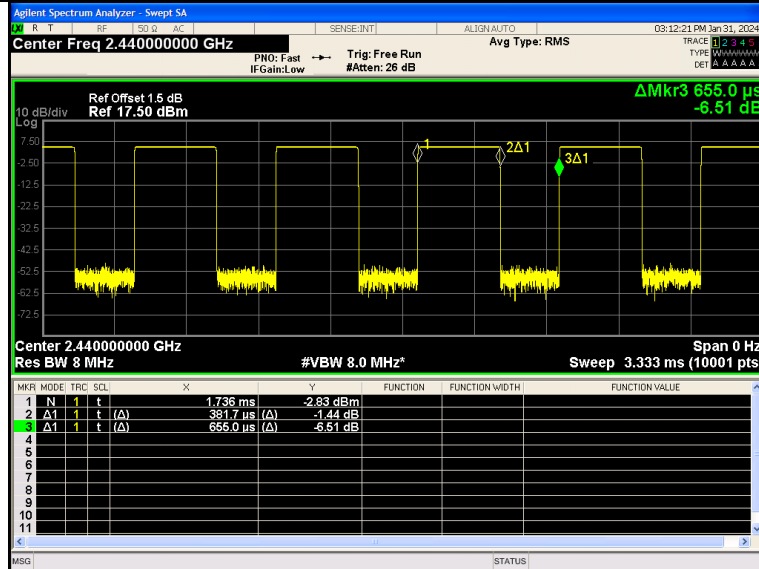 Agilent Spectrum Analyzer - Swept SA
LXI R T RF 50 Ω AC SENSE:INT ALIGN AUTO 03:12:21 PM Jan 31, 2024
Center Freq 2.440000000 GHz Avg Type: RMS TRACE 1 2 3 4 5
PNO: Fast Trig: Free Run TYPE
IFGain:Low #Atten: 26 dB DET A A A A A
ΔMkr3 655.0 µs
-6.51 dB
Ref Offset 1.5 dB
10 dB/div Ref 17.50 dBm
Log
7.50
-2.50
-12.5
-22.5
-32.5
-42.5
-52.5
-62.5
-72.5
1
2Δ1
3Δ1
Center 2.440000000 GHz Span 0 Hz
Res BW 8 MHz #VBW 8.0 MHz* Sweep 3.333 ms (10001 pts
MKR MODE TRC SCL X Y FUNCTION FUNCTION WIDTH FUNCTION VALUE
1 N 1 t 1.736 ms -2.83 dBm
2 Δ1 1 t (Δ) 381.7 µs (Δ) -1.44 dB
3 Δ1 1 t (Δ) 655.0 µs (Δ) -6.51 dB
4
5
6
7
8
9
10
11
MSG STATUS